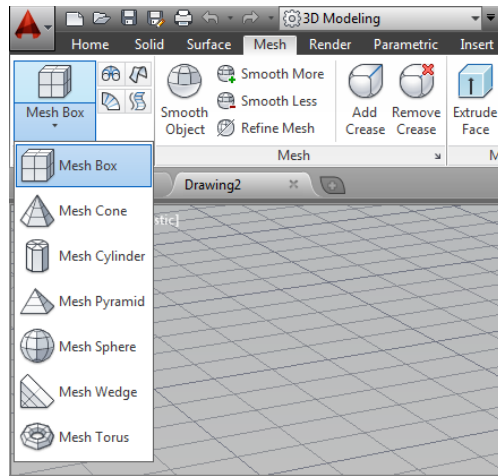 3D Modeling
Home Solid Surface Mesh Render Parametric Insert
Mesh Box
Smooth Object
Smooth More
Smooth Less
Refine Mesh
Add Crease
Remove Crease
Extrude Face
Mesh
M
Mesh Box
Drawing2
Mesh Cone
stic]
Mesh Cylinder
Mesh Pyramid
Mesh Sphere
Mesh Wedge
Mesh Torus